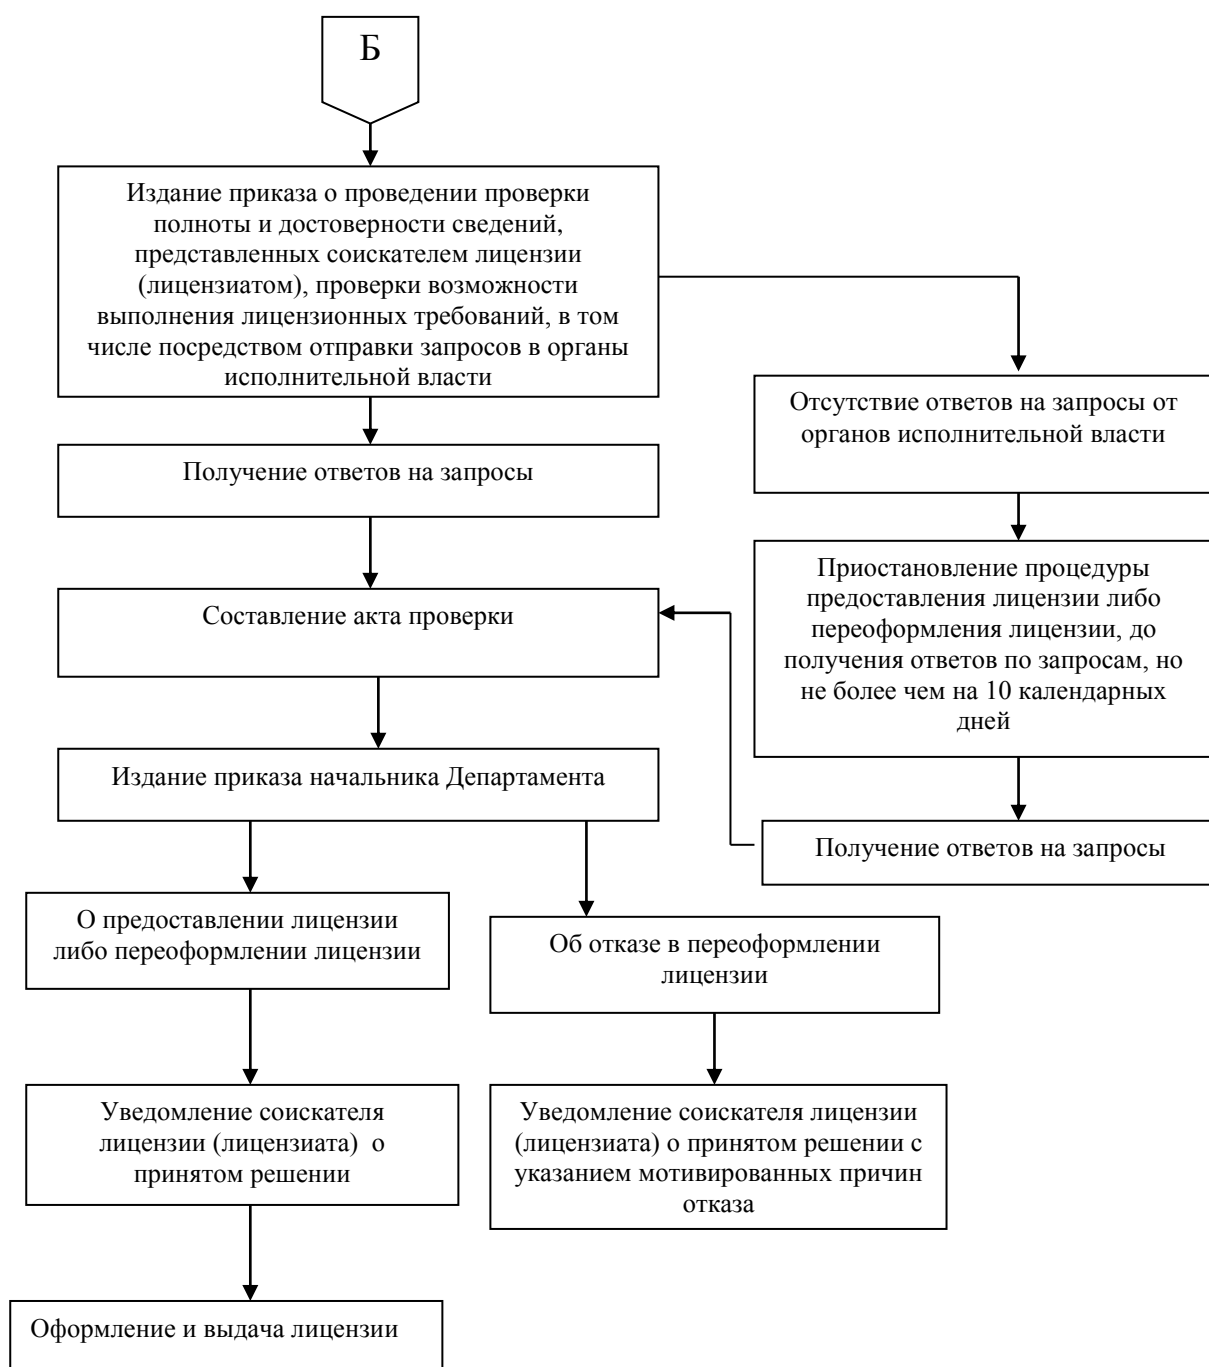 Б
Издание приказа о проведении проверки
полноты и достоверности сведений,
представленных соискателем лицензии
(лицензиатом), проверки возможности
выполнения лицензионных требований, в том
числе посредством отправки запросов в органы
исполнительной власти
Отсутствие ответов на запросы от
органов исполнительной власти
Получение ответов на запросы
Приостановление процедуры
предоставления лицензии либо
переоформления лицензии, до
получения ответов по запросам, но
не более чем на 10 календарных
дней
Составление акта проверки
Издание приказа начальника Департамента
Получение ответов на запросы
О предоставлении лицензии
либо переоформлении лицензии
Об отказе в переоформлении
лицензии
Уведомление соискателя
лицензии (лицензиата) о
принятом решении
Уведомление соискателя лицензии
(лицензиата) о принятом решении с
указанием мотивированных причин
отказа
Оформление и выдача лицензии